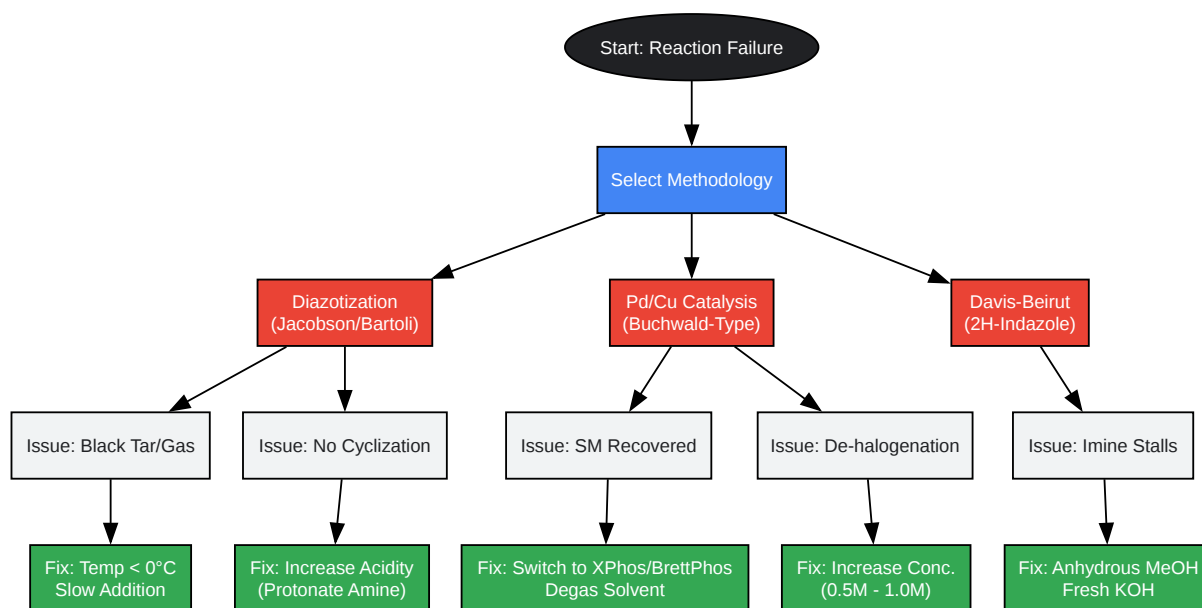 Start: Reaction Failure
Select Methodology
Diazotization
(Jacobson/Bartoli)
Pd/Cu Catalysis
(Buchwald-Type)
Davis-Beirut
(2H-Indazole)
Issue: Black Tar/Gas
Issue: No Cyclization
Issue: SM Recovered
Issue: De-halogenation
Issue: Imine Stalls
Fix: Temp < 0°C
Slow Addition
Fix: Increase Acidity
(Protonate Amine)
Fix: Switch to XPhos/BrettPhos
Degas Solvent
Fix: Increase Conc.
(0.5M - 1.0M)
Fix: Anhydrous MeOH
Fresh KOH